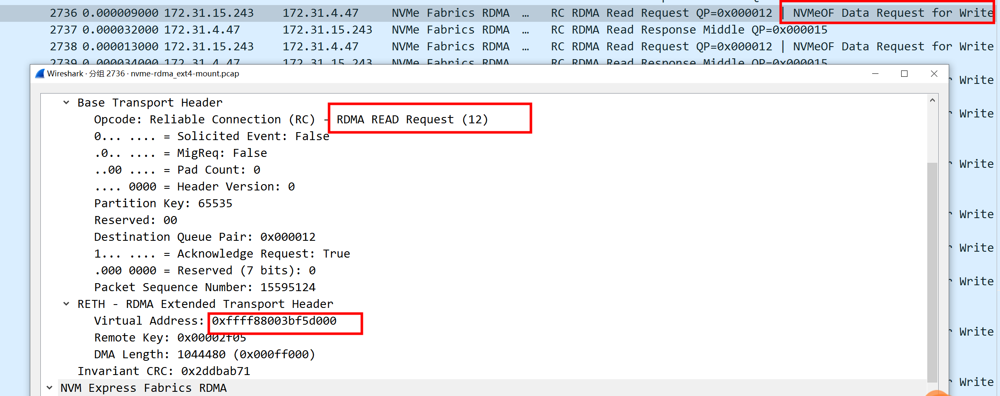 2736 0.000009000 172.31.15.243 172.31.4.47 NVMe Fabrics RDMA … RC RDMA Read Request QP=0x000012 | NVMeOF Data Request for Write
2737 0.000032000 172.31.4.47 172.31.15.243 NVMe Fabrics RDMA … RC RDMA Read Response Middle QP=0x000015
2738 0.000013000 172.31.15.243 172.31.4.47 NVMe Fabrics RDMA … RC RDMA Read Request QP=0x000012 | NVMeOF Data Request for Write
2739 0.000034000 172.31.4.47 172.31.15.243 NVMe Fabrics RDMA … RC RDMA Read Response Middle QP=0x000015
Wireshark · 分组 2736 · nvme-rdma_ext4-mount.pcap
Write
Base Transport Header
Opcode: Reliable Connection (RC) - RDMA READ Request (12)
Write
0... .... = Solicited Event: False
.0.. .... = MigReq: False
Write
..00 .... = Pad Count: 0
.... 0000 = Header Version: 0
Partition Key: 65535
Write
Reserved: 00
Destination Queue Pair: 0x000012
Write
1... .... = Acknowledge Request: True
.000 0000 = Reserved (7 bits): 0
Write
Packet Sequence Number: 15595124
RETH - RDMA Extended Transport Header
Virtual Address: 0xffff88003bf5d000
Write
Remote Key: 0x00002f05
DMA Length: 1044480 (0x000ff000)
Invariant CRC: 0x2ddbab71
Write
NVM Express Fabrics RDMA